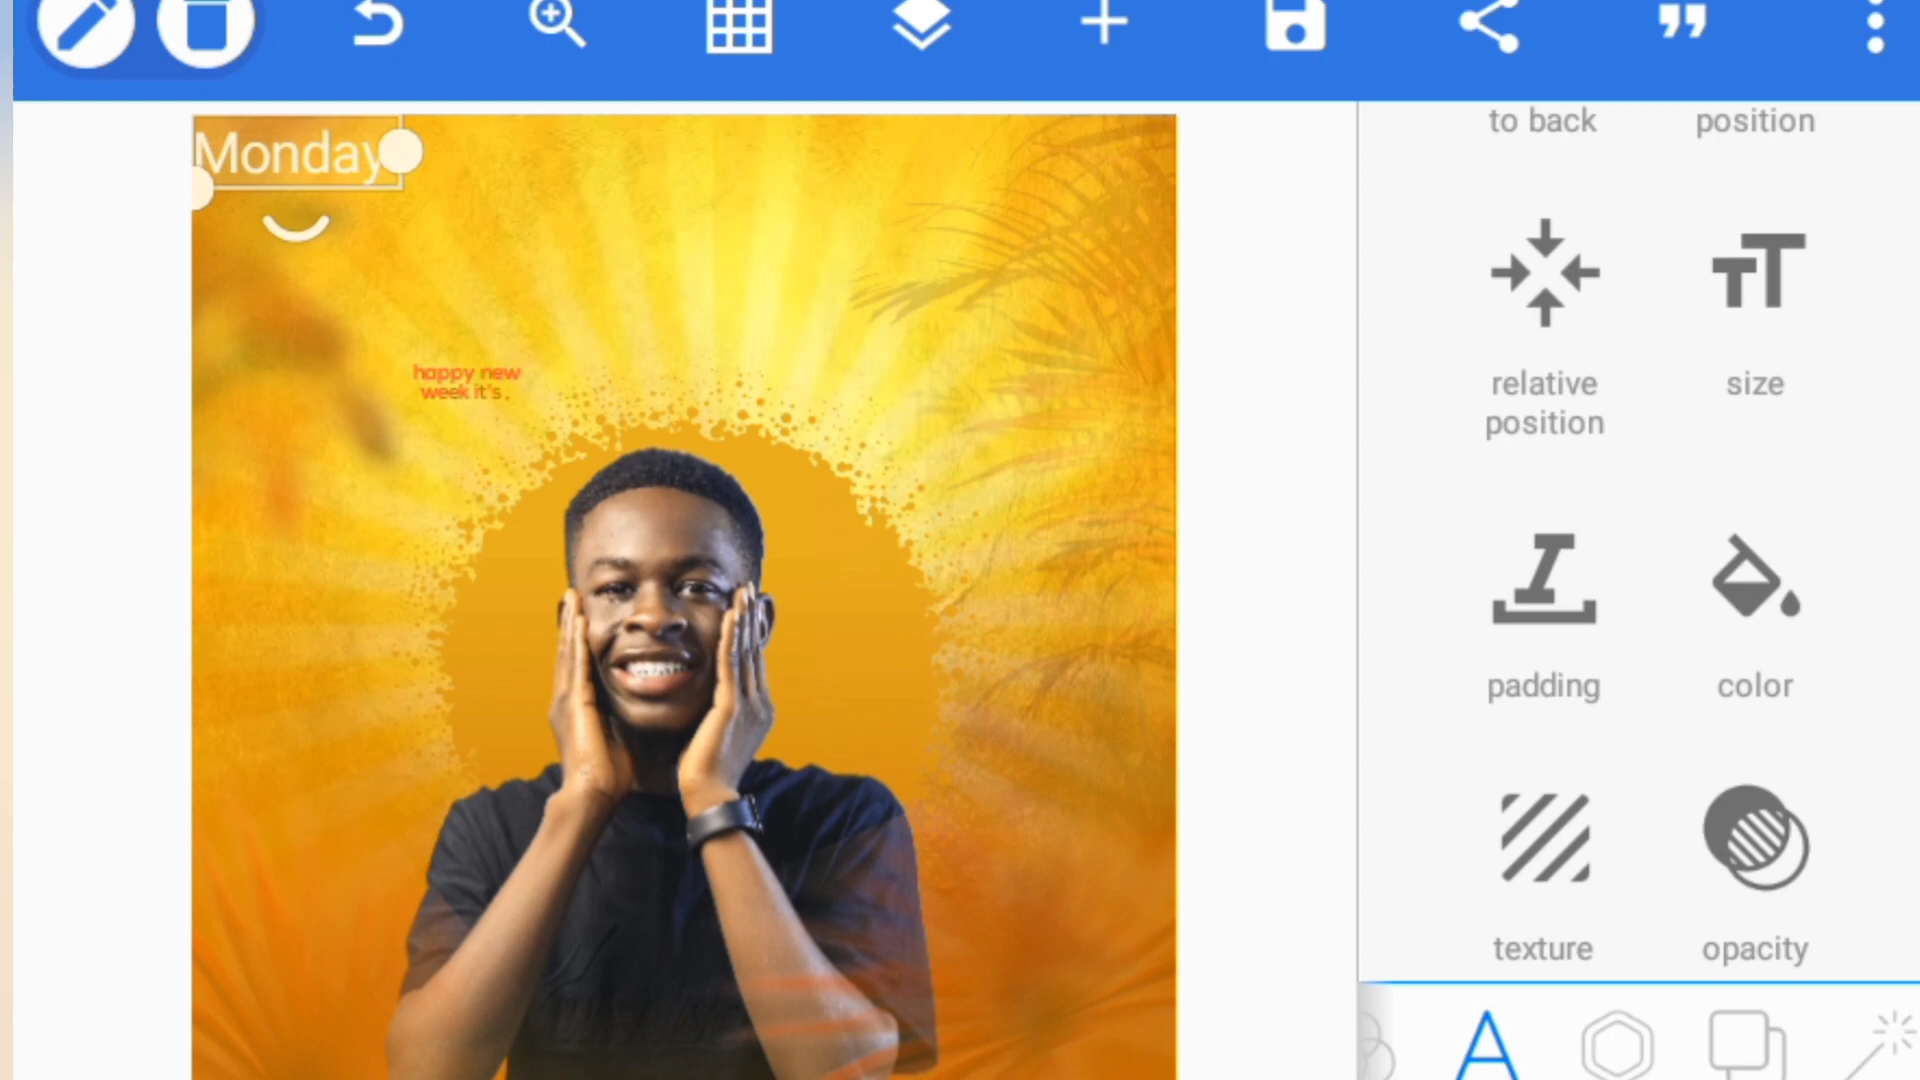 to back
position
Monday
happy new
week it's .
relative
position
size
padding
color
texture
opacity